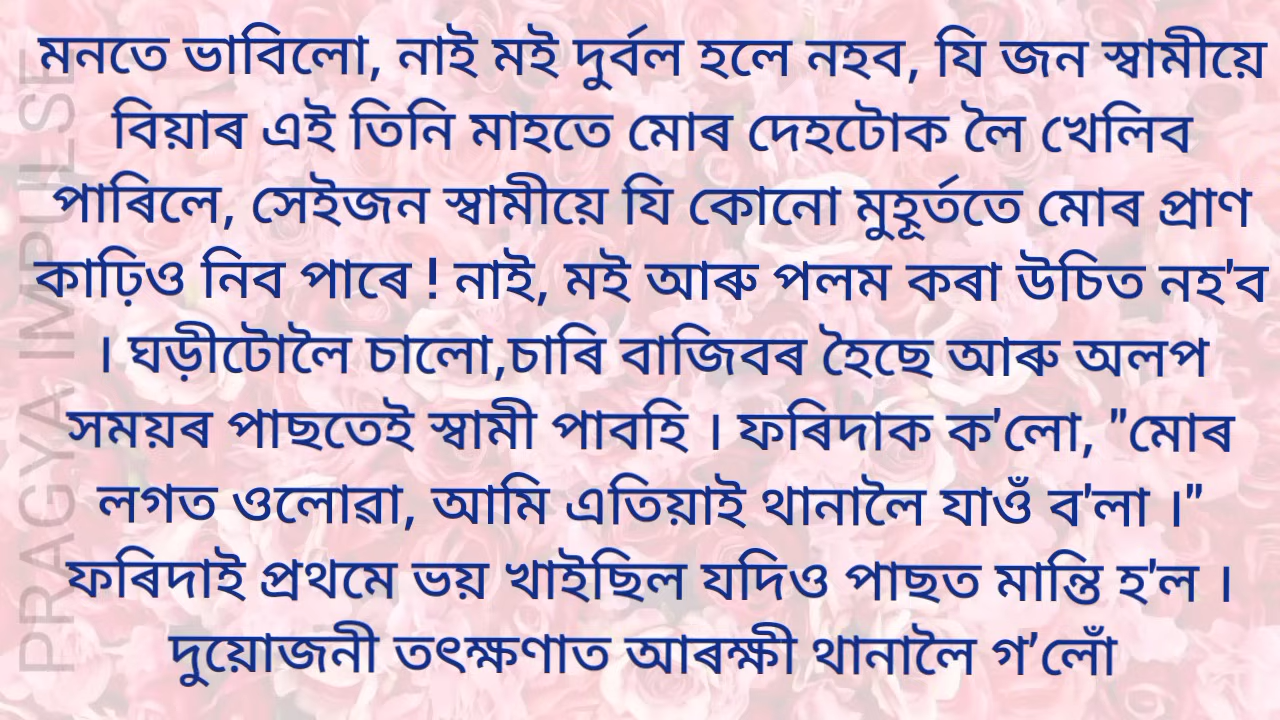 মনতে ভাবিলো, নাই মই দুৰ্বল হলে নহব, যি জন স্বামীয়ে
বিয়াৰ এই তিনি মাহতে মোৰ দেহটোক লৈ খেলিব
পাৰিলে, সেইজন স্বামীয়ে যি কোনো মুহূৰ্ততে মোৰ প্ৰাণ
কাঢ়িও নিব পাৰে ! নাই, মই আৰু পলম কৰা উচিত নহ'ব
। ঘড়ীটোলৈ চালো,চাৰি বাজিবৰ হৈছে আৰু অলপ
সময়ৰ পাছতেই স্বামী পাবহি । ফৰিদাক ক'লো, "মোৰ
লগত ওলোৱা, আমি এতিয়াই থানালৈ যাওঁ ব'লা ।"
ফৰিদাই প্ৰথমে ভয় খাইছিল যদিও পাছত মান্তি হ'ল ।
দুয়োজনী তৎক্ষণাত আৰক্ষী থানালৈ গ'লোঁ
PRAGYA IMPULSE